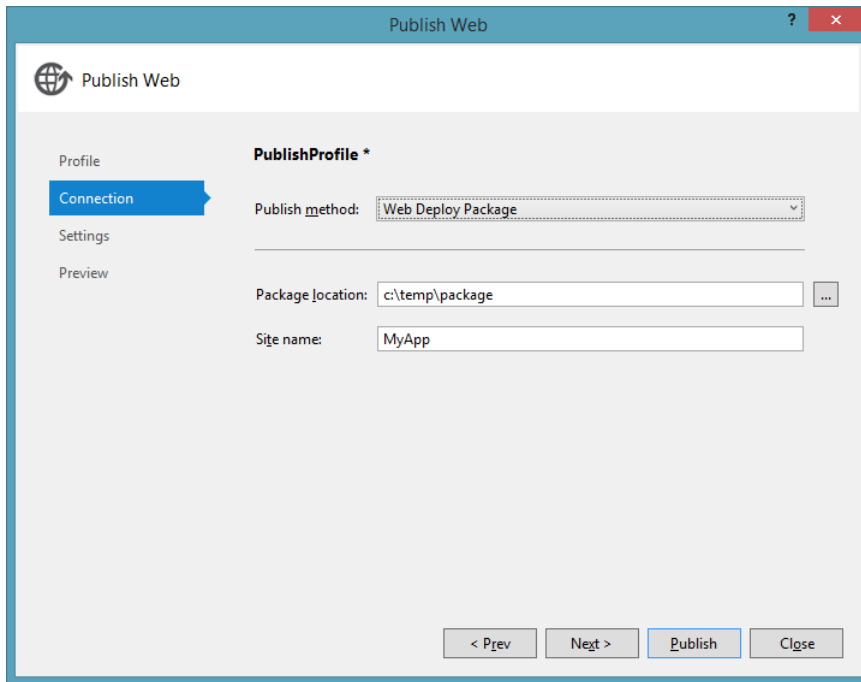 Publish Web
?
Publish Web
Profile
Connection
Settings
Preview
PublishProfile *
Publish method: Web Deploy Package
Package location: c:\temp\package ...
Site name: MyApp
< Prev Next > Publish Close